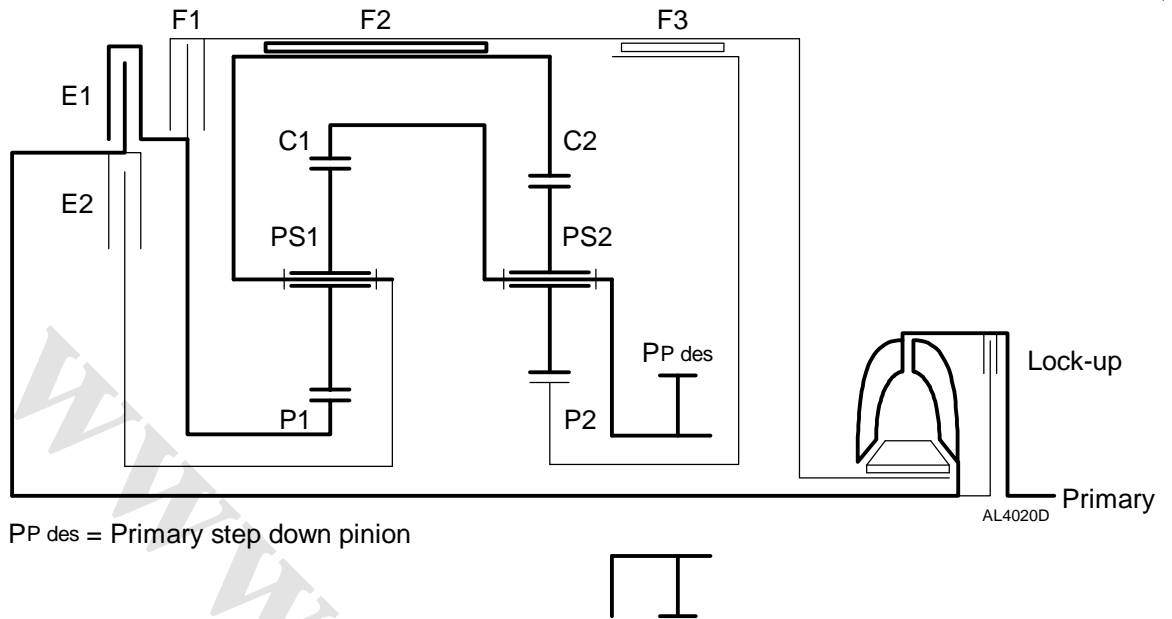 F1 F2 F3
E1
C1 C2
E2
PS1 PS2
PP des
Lock-up
P1 P2
Primary
AL4020D
PP des = Primary step down pinion
www